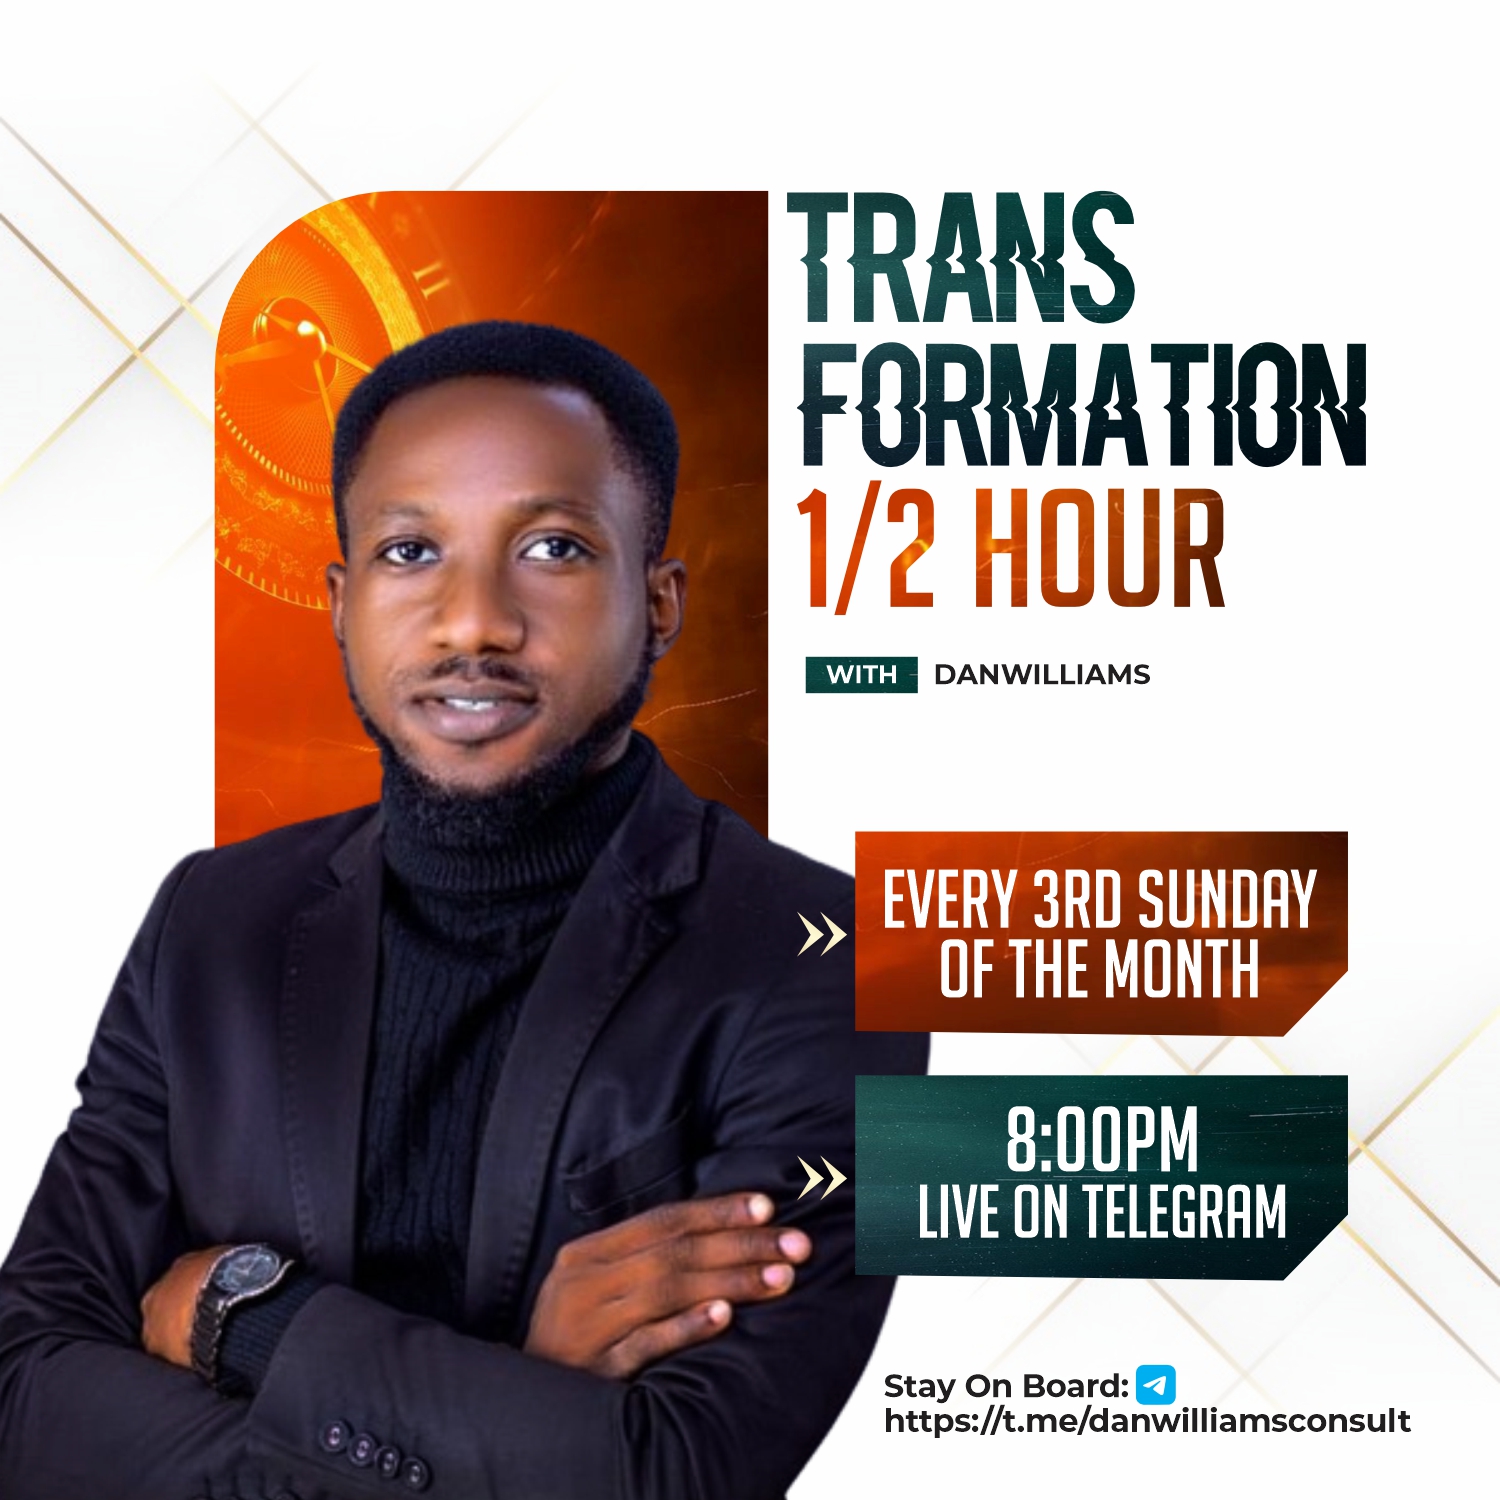 TRANS
FORMATION
1/2 HOUR
WITH DANWILLIAMS
EVERY 3RD SUNDAY
OF THE MONTH
8:00PM
LIVE ON TELEGRAM
Stay On Board:
https://t.me/danwilliamsconsult